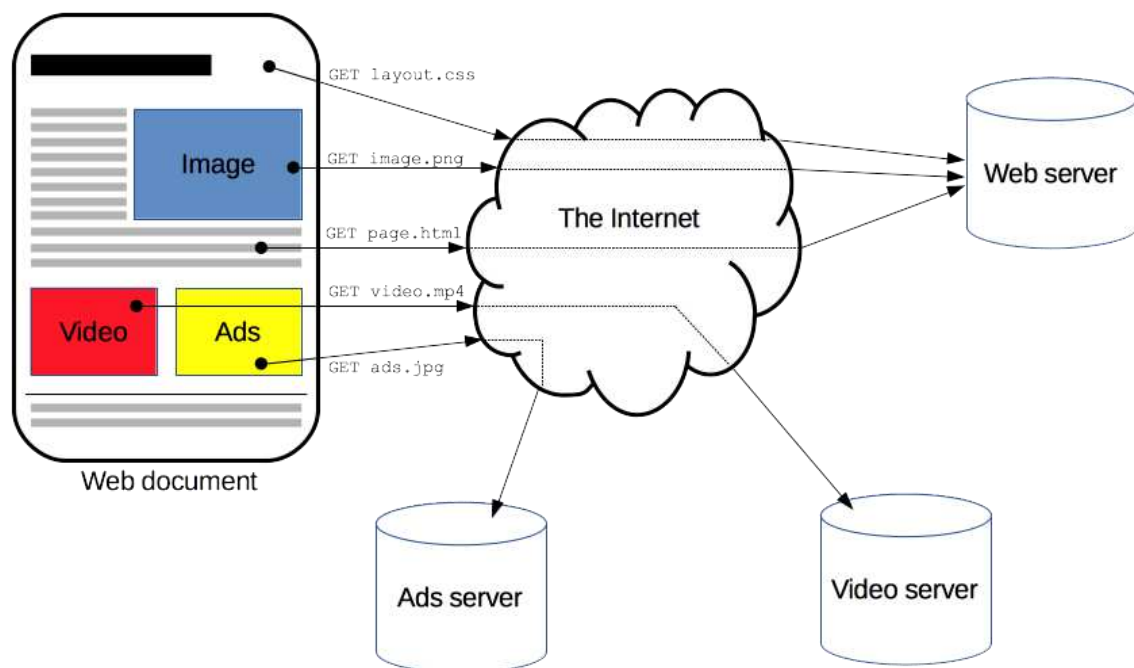 GET layout.css
Image
GET image.png
Web server
The Internet
GET page.html
GET video.mp4
Video
Ads
GET ads.jpg
Web document
Ads server
Video server